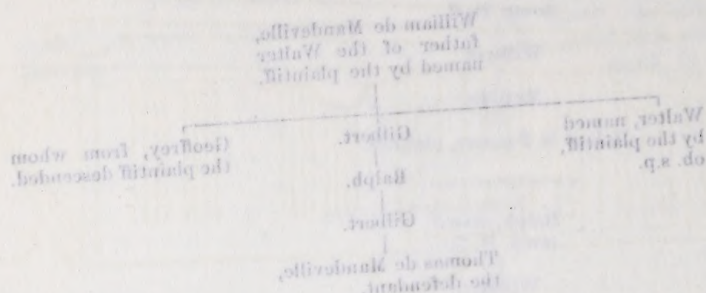 William de Mandeville,
father of the Walter
named by the plaintiff.
Walter, named
by the plaintiff,
ob. s.p.
Gilbert.
Ralph.
Gilbert.
Thomas de Mandeville,
the defendant.
Geoffrey, from whom
the plaintiff descended.